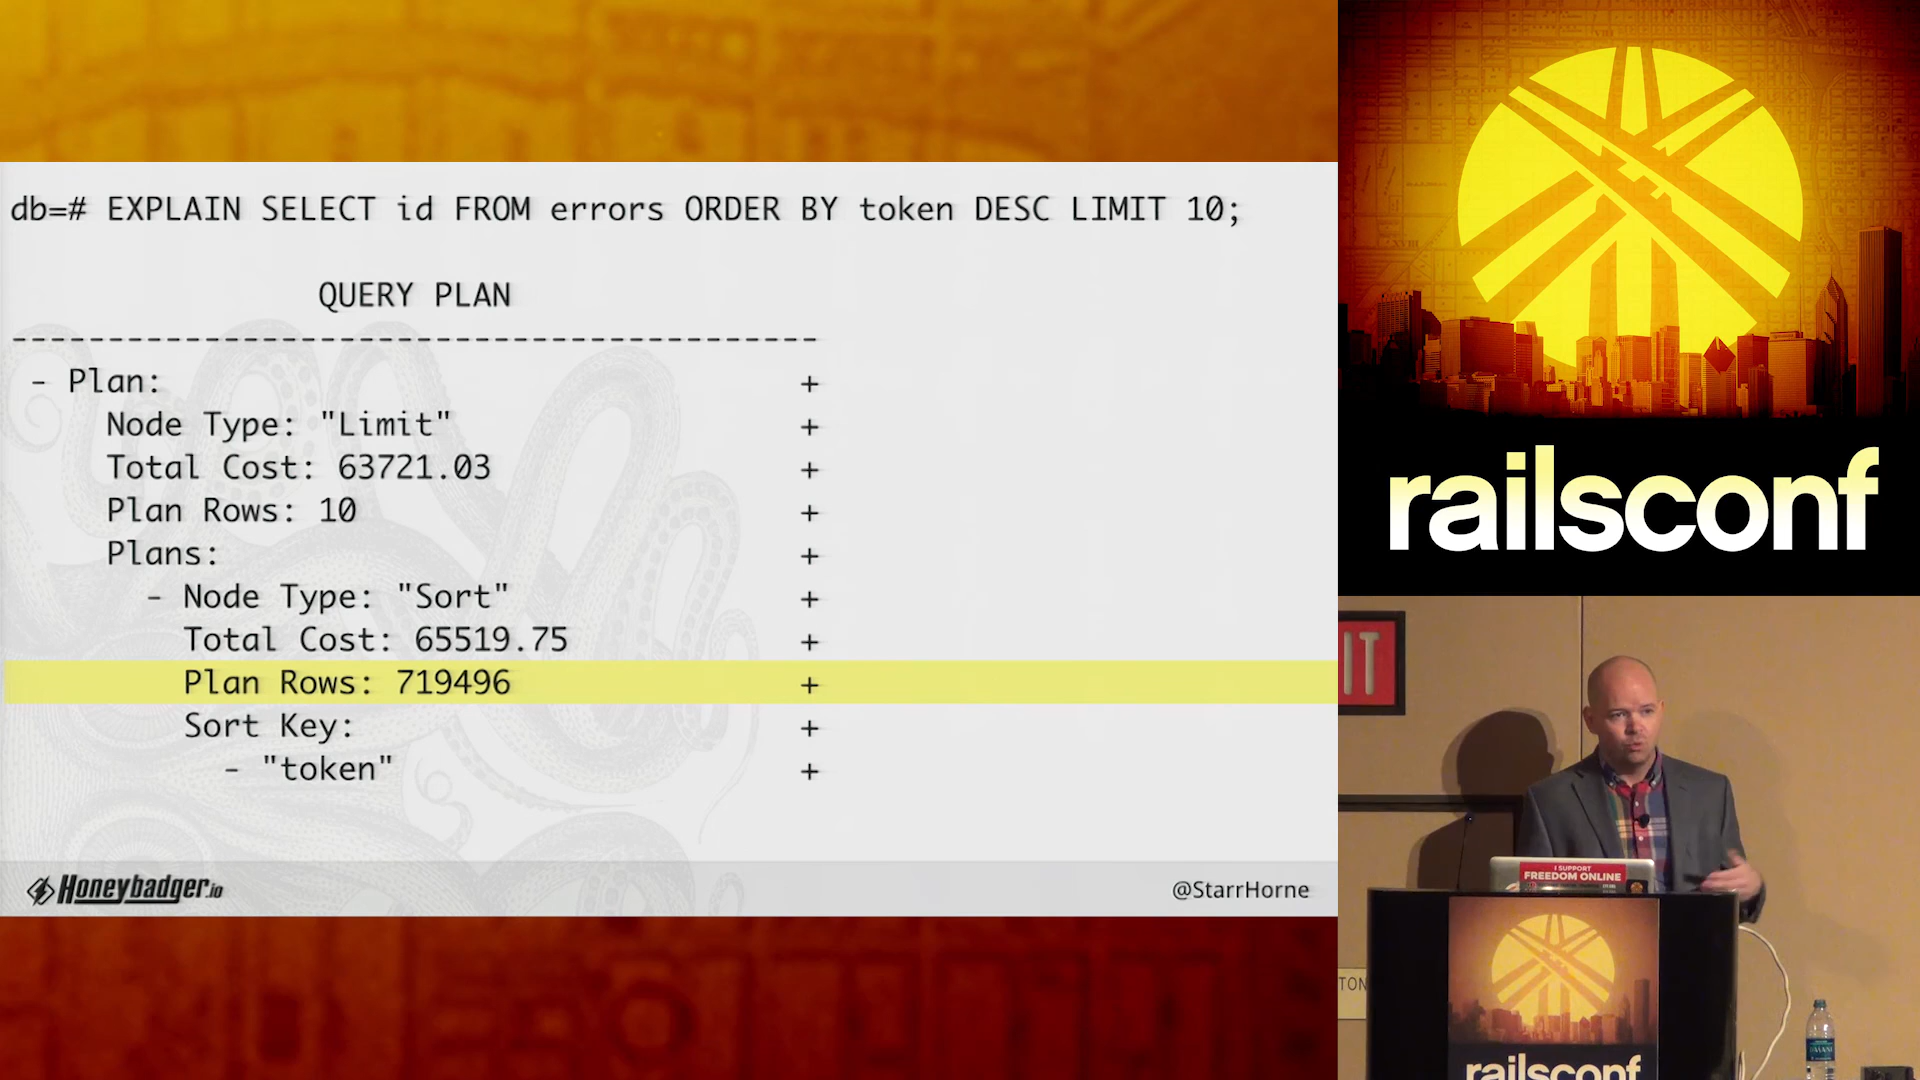 db=# EXPLAIN SELECT id FROM errors ORDER BY token DESC LIMIT 10;
QUERY PLAN
-----------------------------------------
- Plan: +
Node Type: "Limit" +
Total Cost: 63721.03 +
Plan Rows: 10 +
Plans: +
- Node Type: "Sort" +
Total Cost: 65519.75 +
Plan Rows: 719496 +
Sort Key: +
- "token" +
Honeybadger.io
@StarrHorne
railsconf
IT
I SUPPORT
FREEDOM ONLINE
TON
railsconf